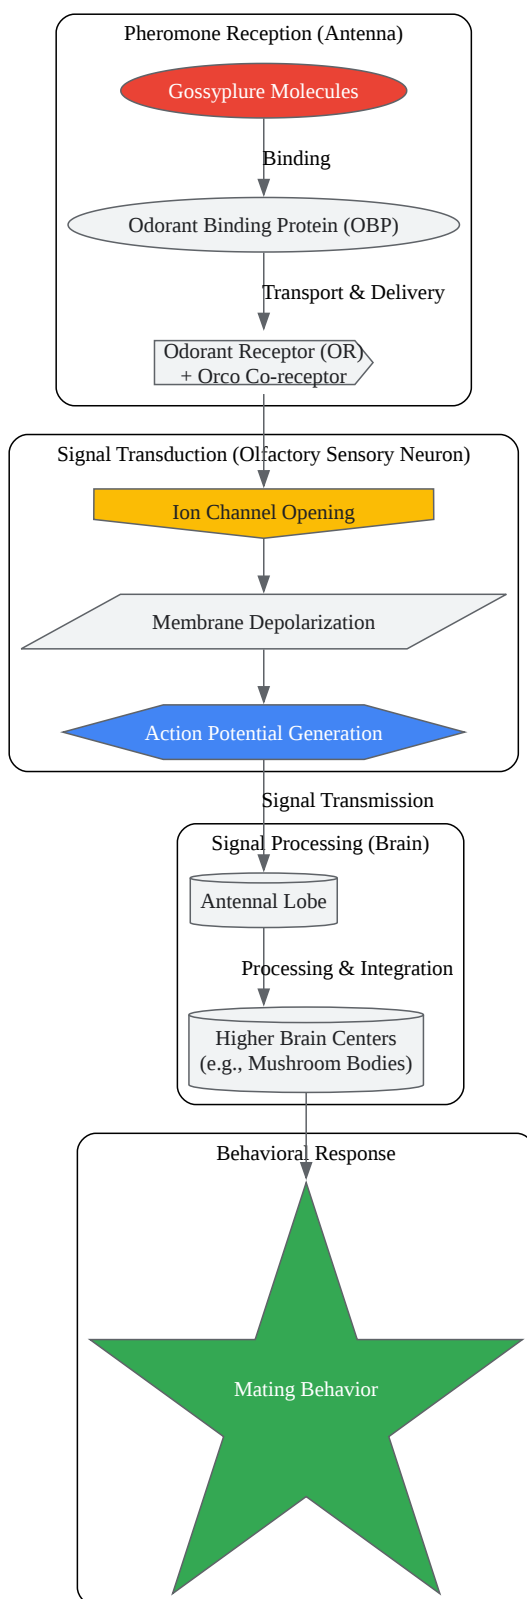 Pheromone Reception (Antenna)
Gossyplure Molecules
Binding
Odorant Binding Protein (OBP)
Transport & Delivery
Odorant Receptor (OR)
+ Orco Co-receptor
Signal Transduction (Olfactory Sensory Neuron)
Ion Channel Opening
Membrane Depolarization
Action Potential Generation
Signal Transmission
Signal Processing (Brain)
Antennal Lobe
Processing & Integration
Higher Brain Centers
(e.g., Mushroom Bodies)
Behavioral Response
Mating Behavior